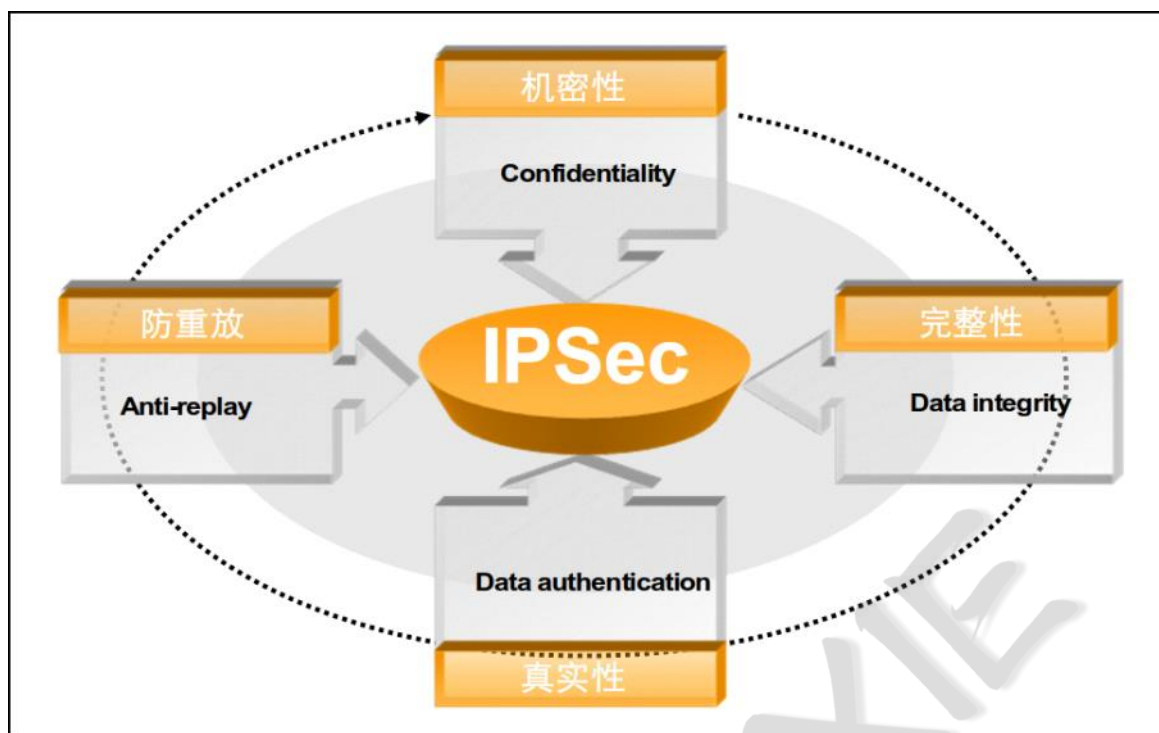 机密性
Confidentiality
防重放
Anti-replay
IPSec
完整性
Data integrity
Data authentication
真实性
XIE